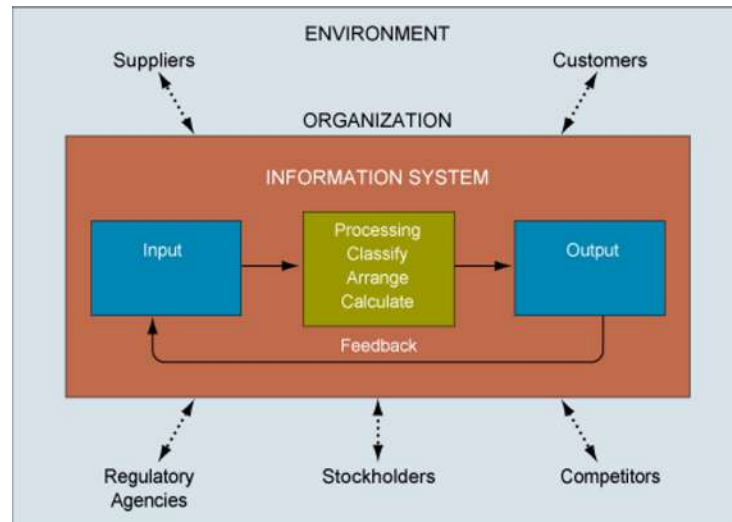 ENVIRONMENT
Suppliers
Customers
ORGANIZATION
INFORMATION SYSTEM
Input
Processing
Classify
Arrange
Calculate
Output
Feedback
Regulatory
Agencies
Stockholders
Competitors